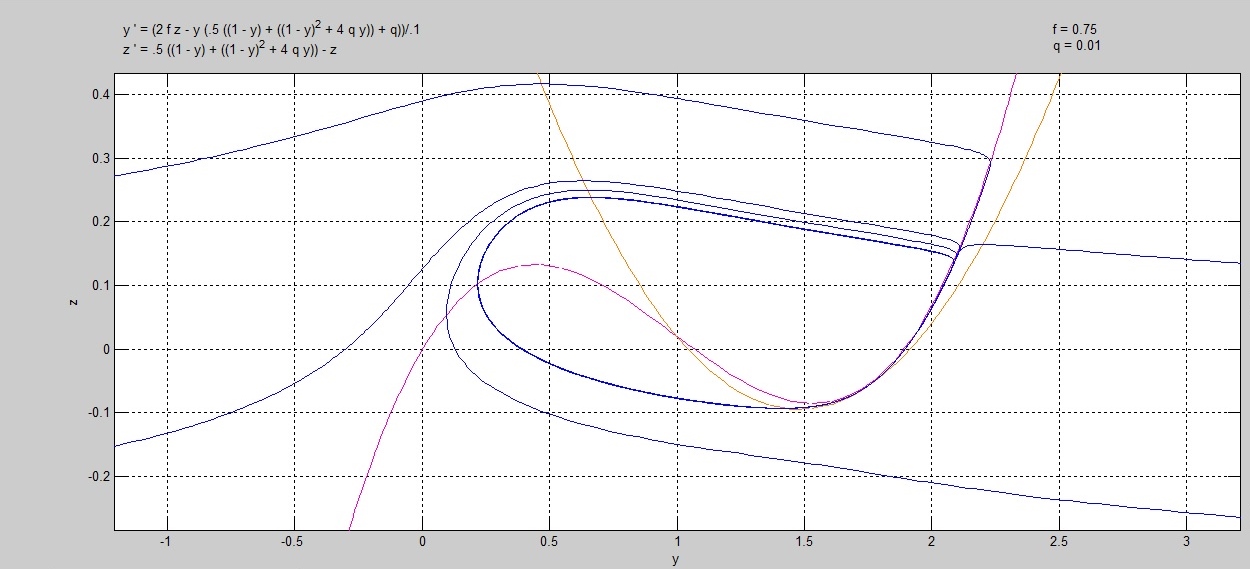 y ' = (2 f z - y (.5 ((1 - y) + ((1 - y)² + 4 q y)) + q))/.1
f = 0.75
z ' = .5 ((1 - y) + ((1 - y)² + 4 q y)) - z
q = 0.01
0.4
0.3
0.2
0.1
0
-0.1
-0.2
z
-1
-0.5
0
0.5
1
1.5
2
2.5
3
y